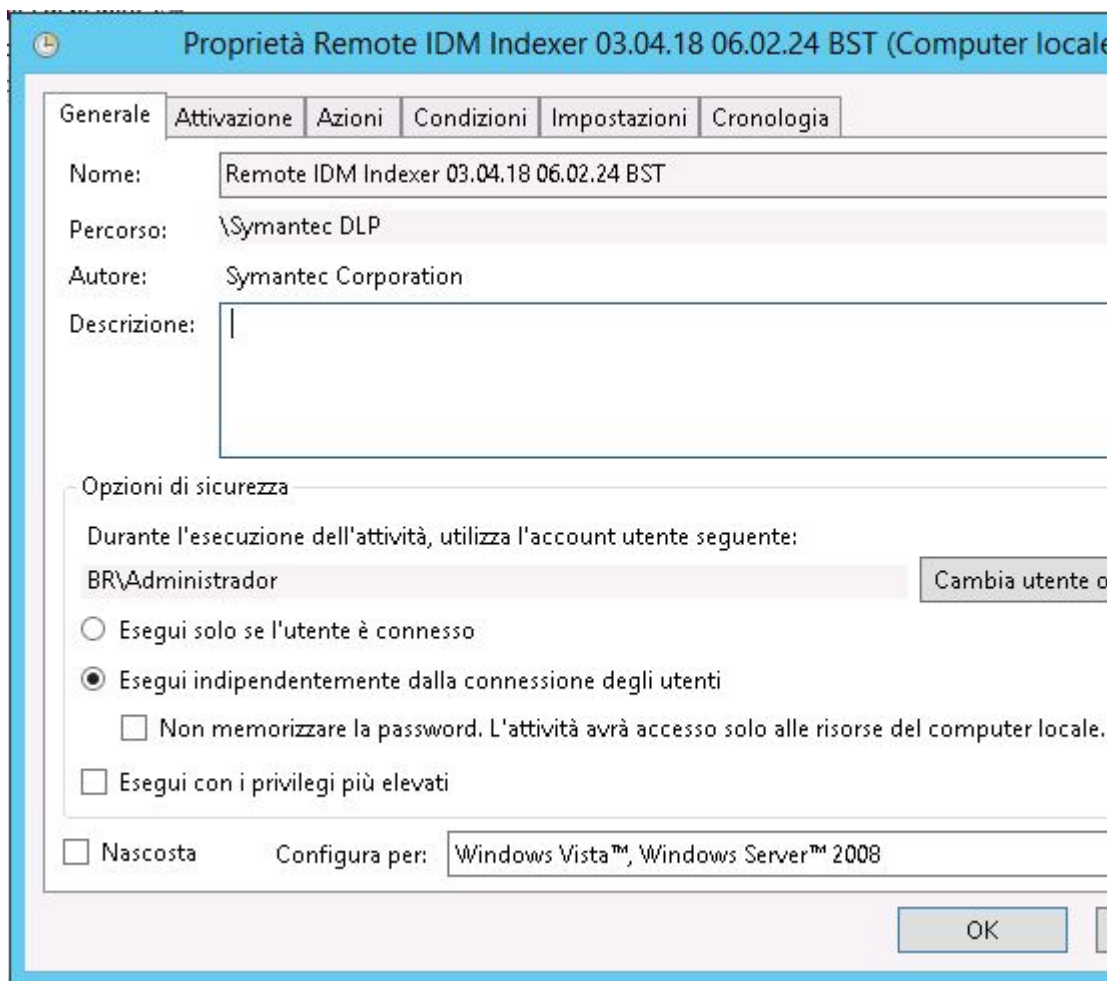 Proprietà Remote IDM Indexer 03.04.18 06.02.24 BST (Computer locale
Generale Attivazione Azioni Condizioni Impostazioni Cronologia
Nome: Remote IDM Indexer 03.04.18 06.02.24 BST
Percorso: \Symantec DLP
Autore: Symantec Corporation
Descrizione:
Opzioni di sicurezza
Durante l'esecuzione dell'attività, utilizza l'account utente seguente:
BR\Administrador Cambia utente o
Esegui solo se l'utente è connesso
Esegui indipendentemente dalla connessione degli utenti
Non memorizzare la password. L'attività avrà accesso solo alle risorse del computer locale.
Esegui con i privilegi più elevati
Nascosta Configura per: Windows Vista™, Windows Server™ 2008
OK